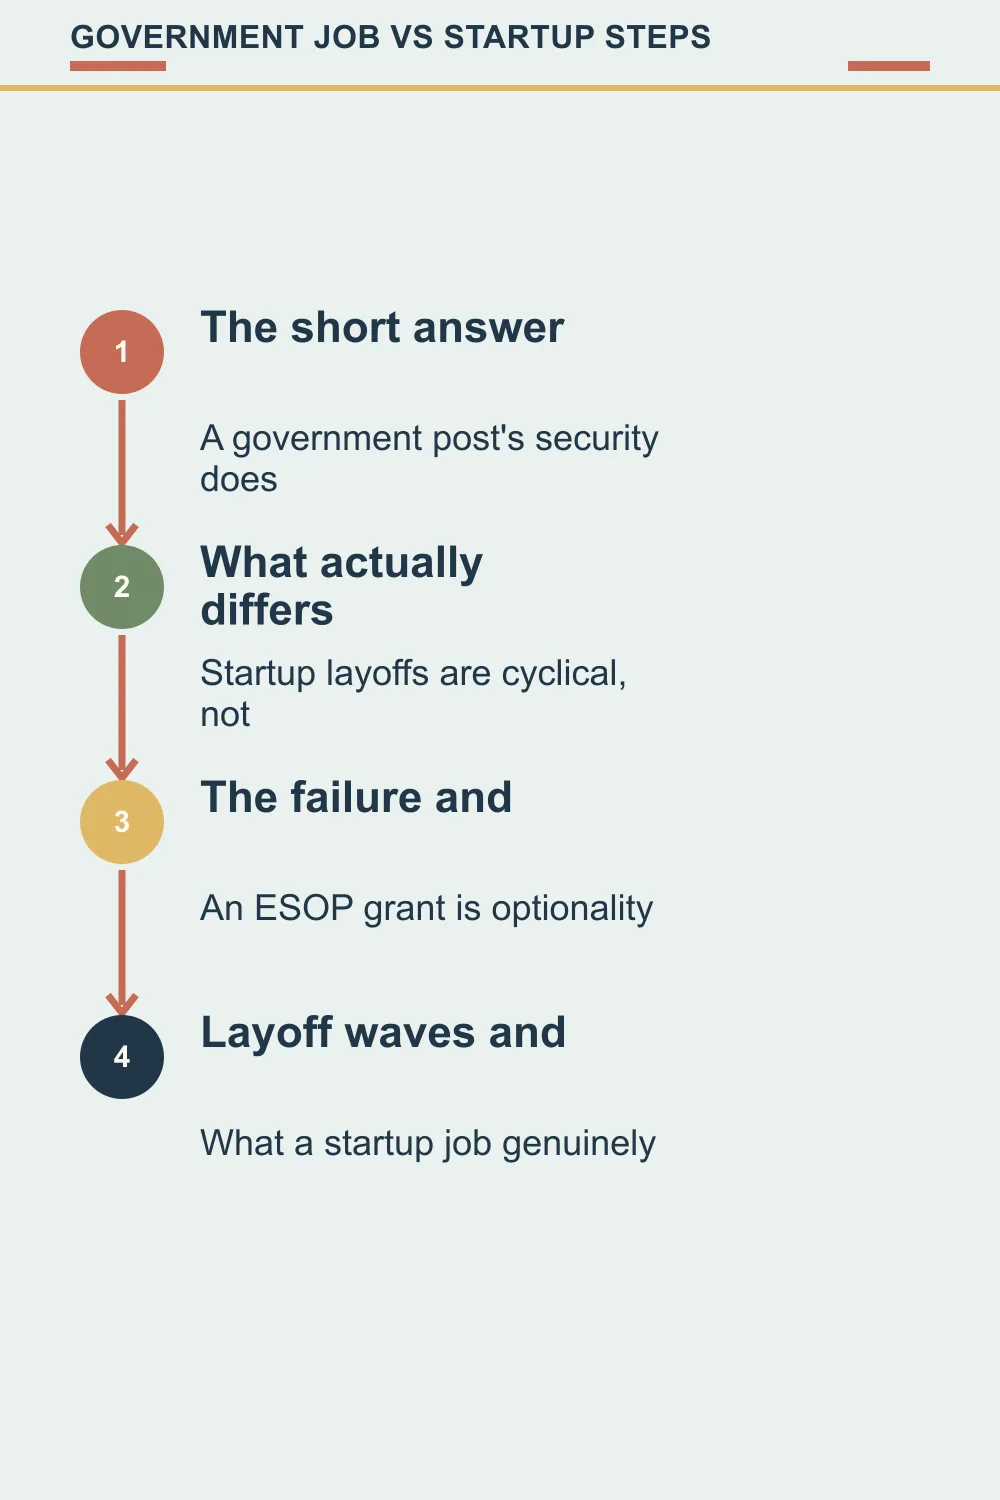 GOVERNMENT JOB VS STARTUP STEPS
1
The short answer
A government post's security
does
2
What actually
differs
Startup layoffs are cyclical,
not
3
The failure and
An ESOP grant is optionality
4
Layoff waves and
What a startup job genuinely